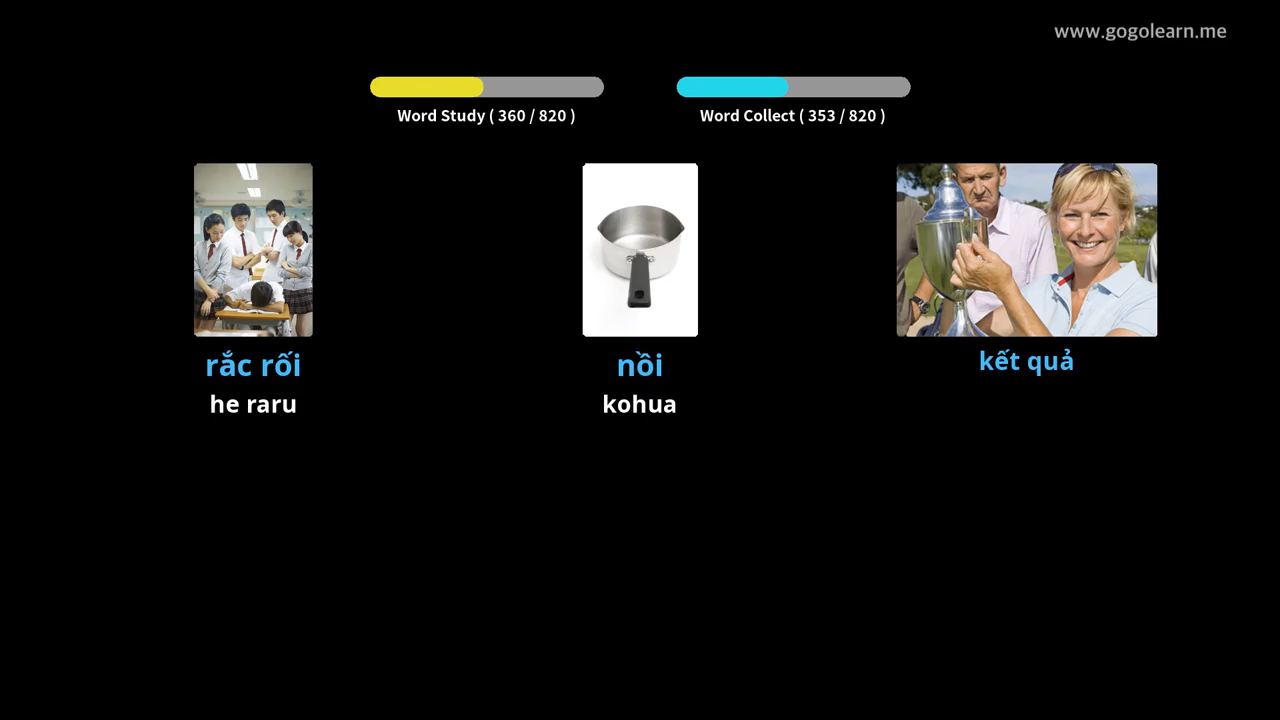 www.gogolearn.me
Word Study ( 360 / 820 )
Word Collect ( 353 / 820 )
rắc rối
he raru
nồi
kohua
kết quả